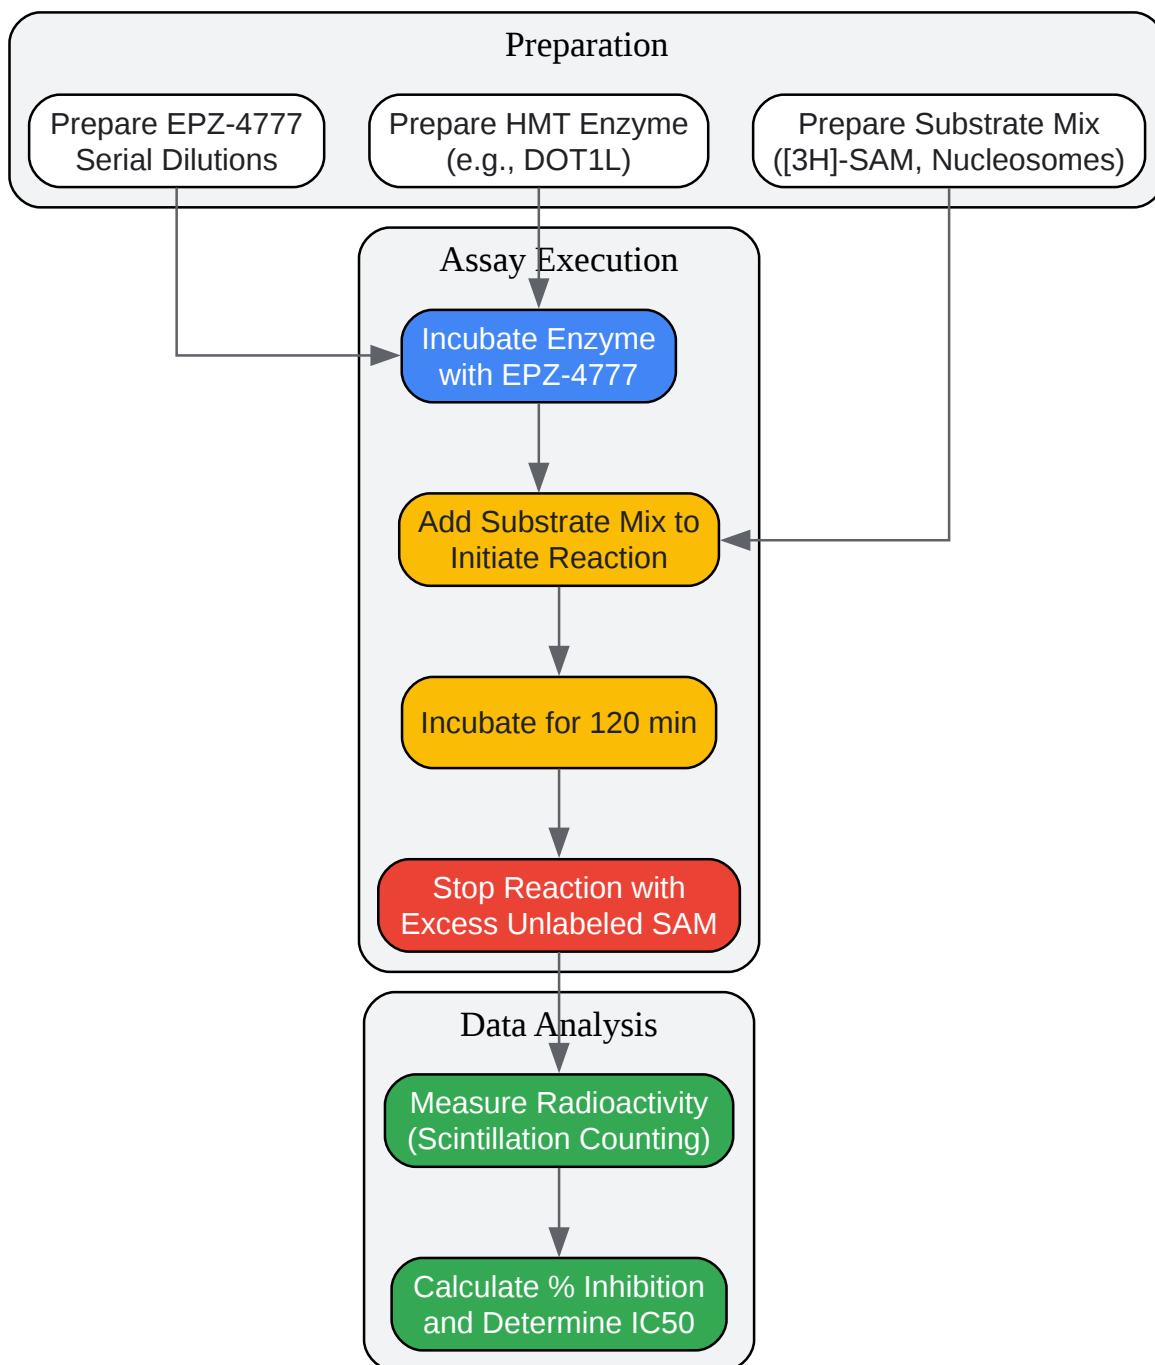 Preparation
Prepare EPZ-4777
Serial Dilutions
Prepare HMT Enzyme
(e.g., DOT1L)
Prepare Substrate Mix
([3H]-SAM, Nucleosomes)
Assay Execution
Incubate Enzyme
with EPZ-4777
Add Substrate Mix to
Initiate Reaction
Incubate for 120 min
Stop Reaction with
Excess Unlabeled SAM
Data Analysis
Measure Radioactivity
(Scintillation Counting)
Calculate % Inhibition
and Determine IC50